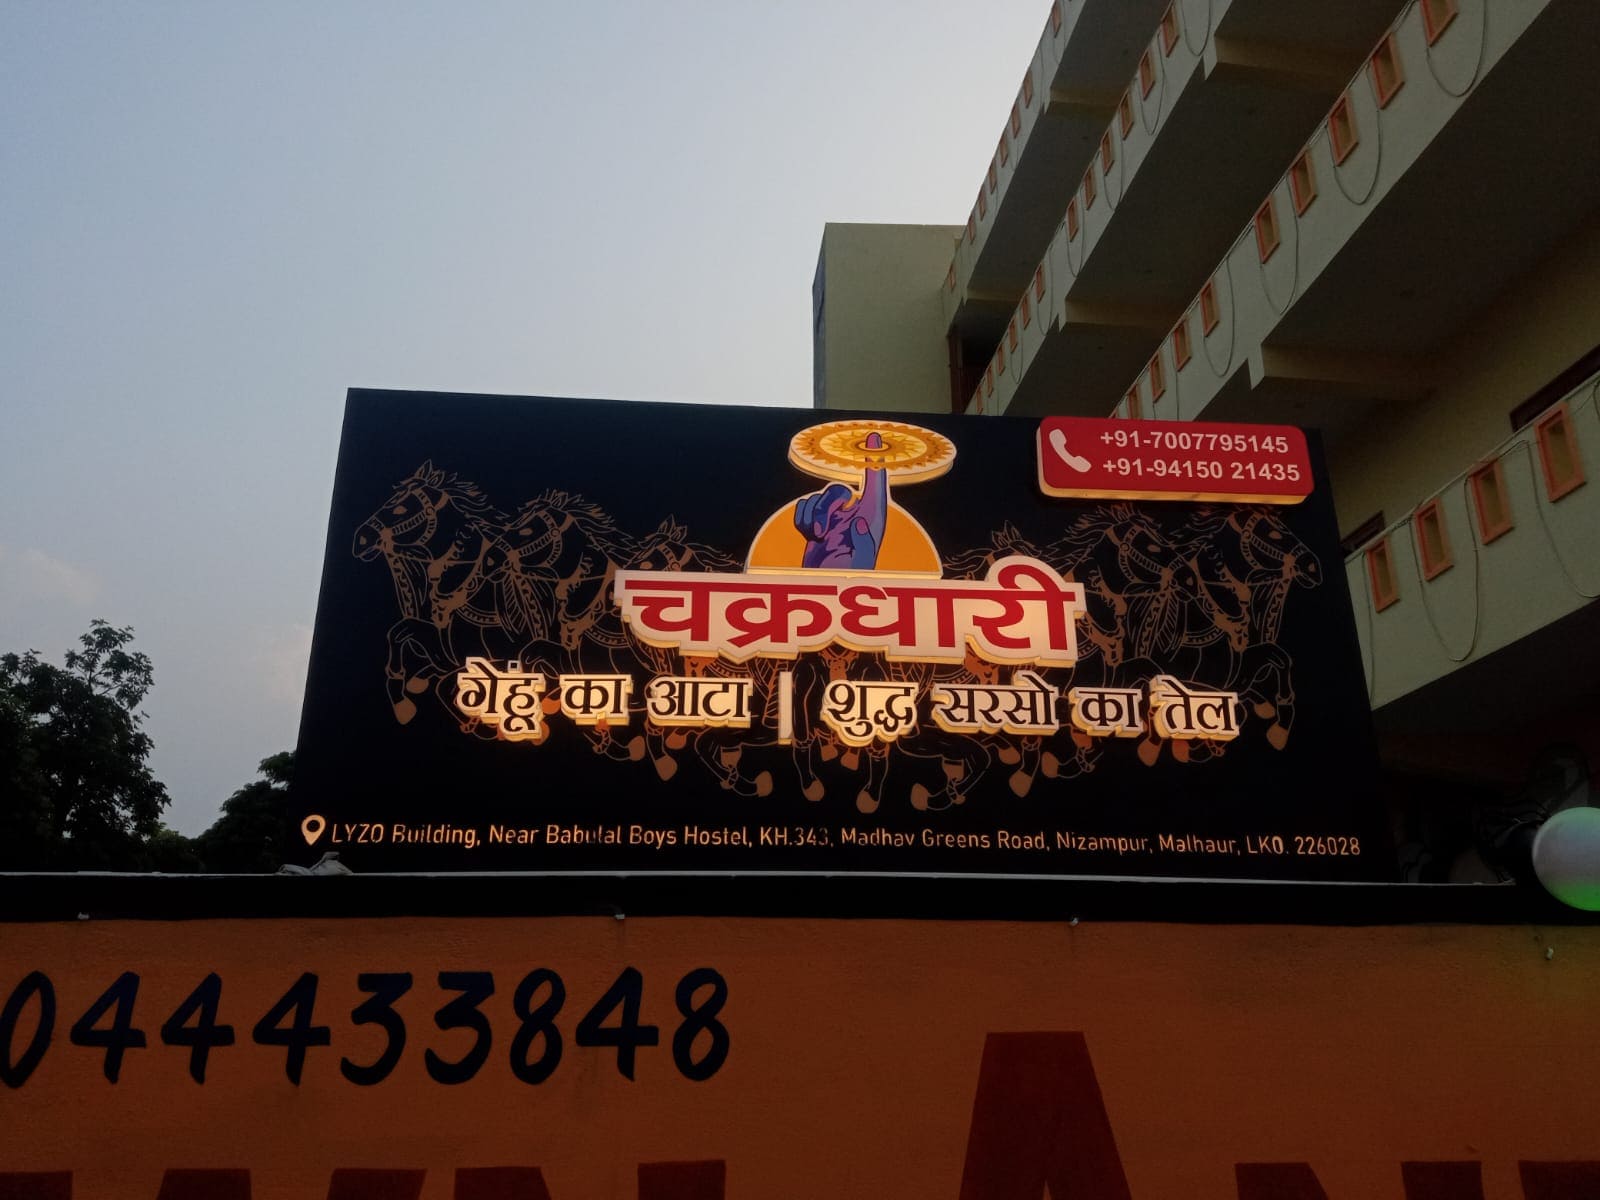 +91-7007795145
+91-94150 21435
चक्रधारी
गेहूं का आटा | शुद्ध सरसो का तेल
LYZO Building, Near Babulal Boys Hostel, KH.343, Madhav Greens Road, Nizampur, Malhaur, LKO. 226028
044433848